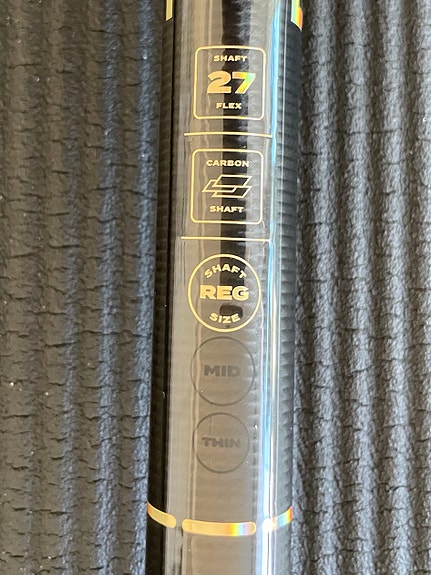 SHAFT
27
FLEX
CARBON
SHAFT
SHAFT
REG
SIZE
MID
THIN